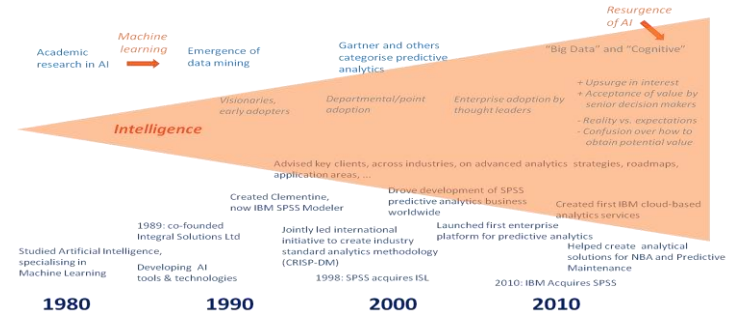 Resurgence
of AI
Machine
learning
Academic
research in AI
Emergence of
data mining
Gartner and others
categorise predictive
analytics
"Big Data" and "Cognitive"
Visionaries,
early adopters
Departmental/point
adoption
Enterprise adoption by
thought leaders
+ Upsurge in interest
+ Acceptance of value by
senior decision makers
- Reality vs. expectations
- Confusion over how to
obtain potential value
Intelligence
Advised key clients, across industries, on advanced analytics strategies, roadmaps,
application areas, ...
Created Clementine,
now IBM SPSS Modeler
Drove development of SPSS
predictive analytics business
worldwide
Created first IBM cloud-based
analytics services
1989: co-founded
Integral Solutions Ltd
Jointly led international
initiative to create industry
standard analytics methodology
(CRISP-DM)
Launched first enterprise
platform for predictive analytics
Studied Artificial Intelligence,
specialising in
Machine Learning
Developing AI
tools & technologies
1998: SPSS acquires ISL
Helped create analytical
solutions for NBA and Predictive
Maintenance
2010: IBM Acquires SPSS
1980
1990
2000
2010